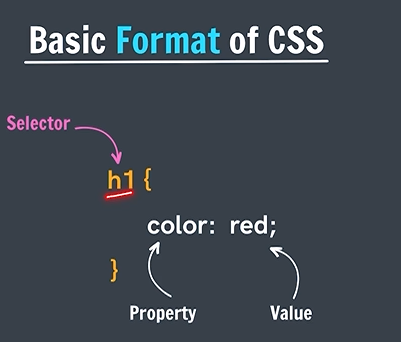 Basic Format of CSS
Selector
h1 {
color: red;
}
Property Value